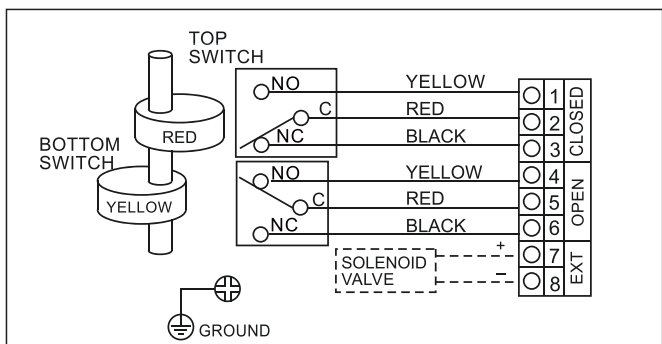 TOP
SWITCH
RED
BOTTOM
SWITCH
YELLOW
GROUND
NO
C
NC
NO
C
NC
YELLOW
RED
BLACK
YELLOW
RED
BLACK
SOLENOID
VALVE
+
–
1
2
3
4
5
6
7
8
CLOSED
OPEN
EXT